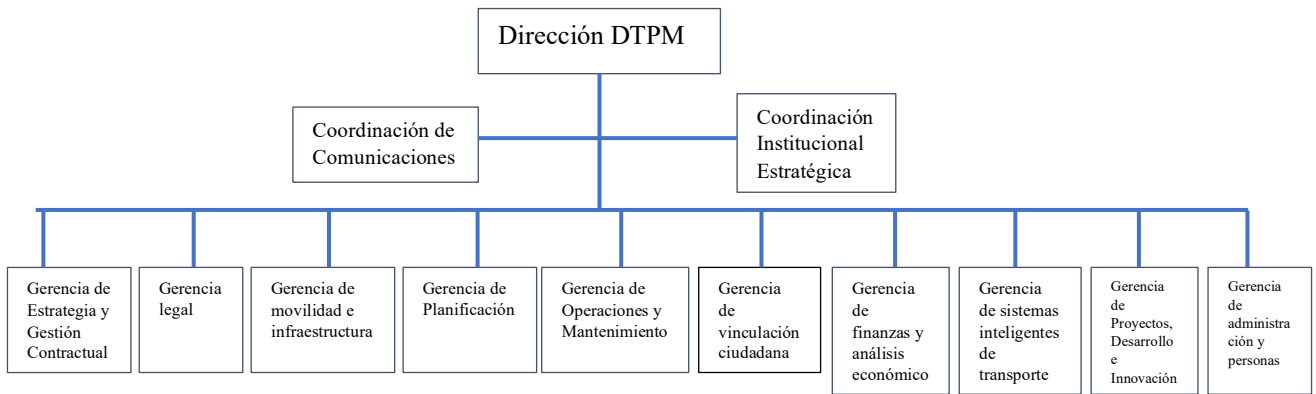 Dirección DTPM
Coordinación de
Comunicaciones
Coordinación
Institucional
Estratégica
Gerencia de
Estrategia y
Gestión
Contractual
Gerencia
legal
Gerencia de
movilidad e
infraestructura
Gerencia de
Planificación
Gerencia de
Operaciones y
Mantenimiento
Gerencia
de
vinculación
ciudadana
Gerencia
de
finanzas y
análisis
económico
Gerencia
de sistemas
inteligentes
de
transporte
Gerencia
de
Proyectos,
Desarrollo
e
Innovación
Gerencia
de
administra
ción y
personas